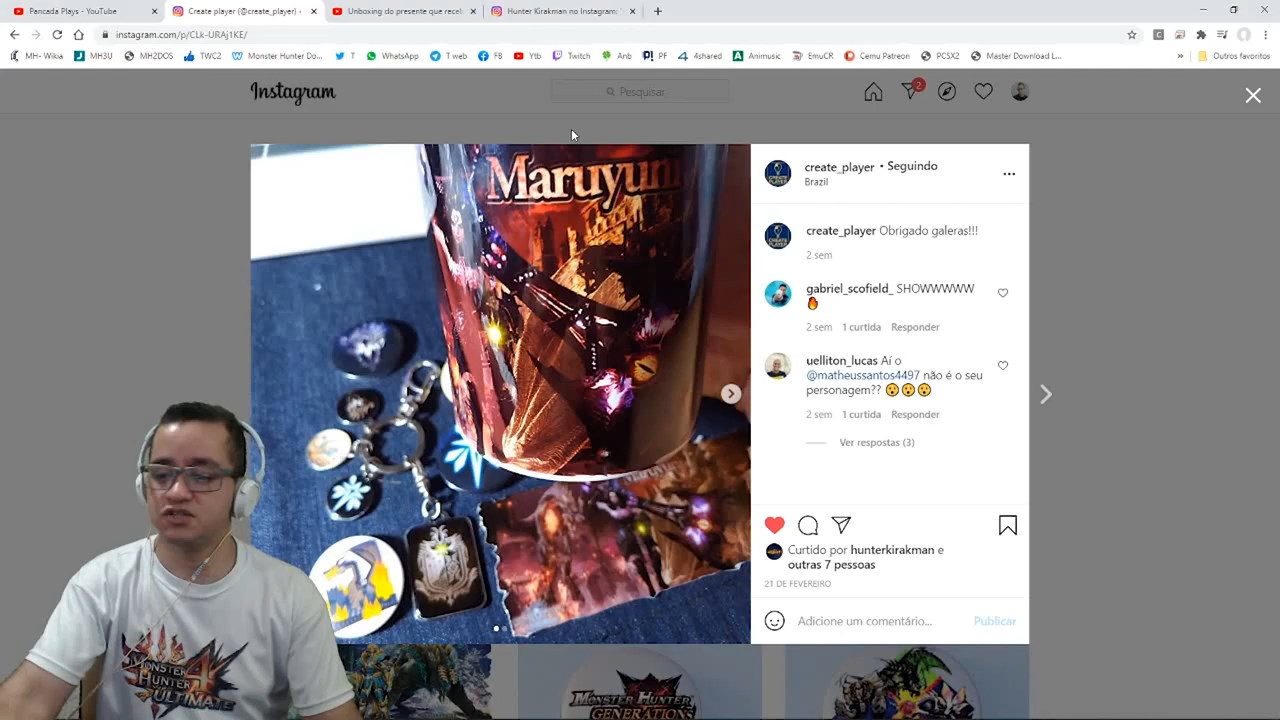 Pancada Plays - YouTube
Create player (@create_player) •
Unboxing do presente que recel
Hunter Kirakman no Instagram: "
instagram.com/p/CLk-URAj1KE/
MH- Wikia
MH3U
MH2DOS
TWC2
Monster Hunter Do...
T
WhatsApp
T web
FB
Ytb
Twitch
Anb
PF
4shared
Animusic
EmuCR
Cemu Patreon
PCSX2
Master Download L...
»
Outros favoritos
Instagram
Pesquisar
2
create_player • Seguindo
Brazil
create_player Obrigado galeras!!!
2 sem
gabriel_scofield_ SHOWWWWW
🔥
2 sem 1 curtida Responder
uelliton_lucas Aí o
@matheussantos4497 não é o seu
personagem?? 😮😮😮
2 sem 1 curtida Responder
Ver respostas (3)
Curtido por hunterkirakman e
outras 7 pessoas
21 DE FEVEREIRO
Adicione um comentário... Publicar
Maruyum
MONSTER HUNTER 4
ULTIMATE
MONSTER HUNTER
GENERATIONS